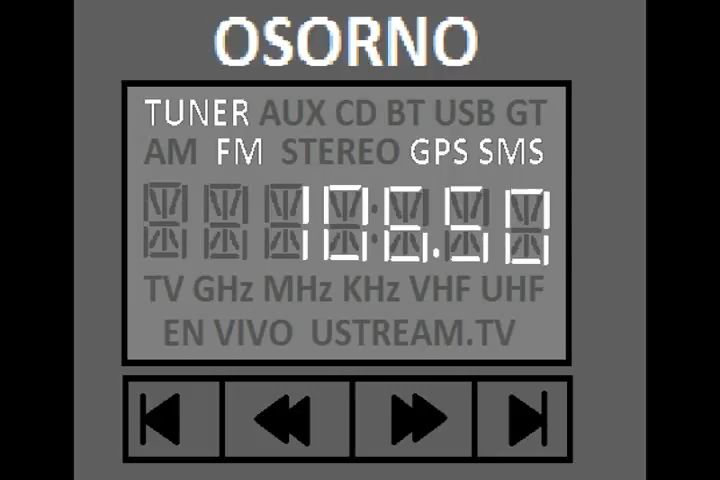 OSORNO
TUNER AUX CD BT USB GT
AM FM STEREO GPS SMS
106.50
TV GHz MHz KHz VHF UHF
EN VIVO USTREAM.TV